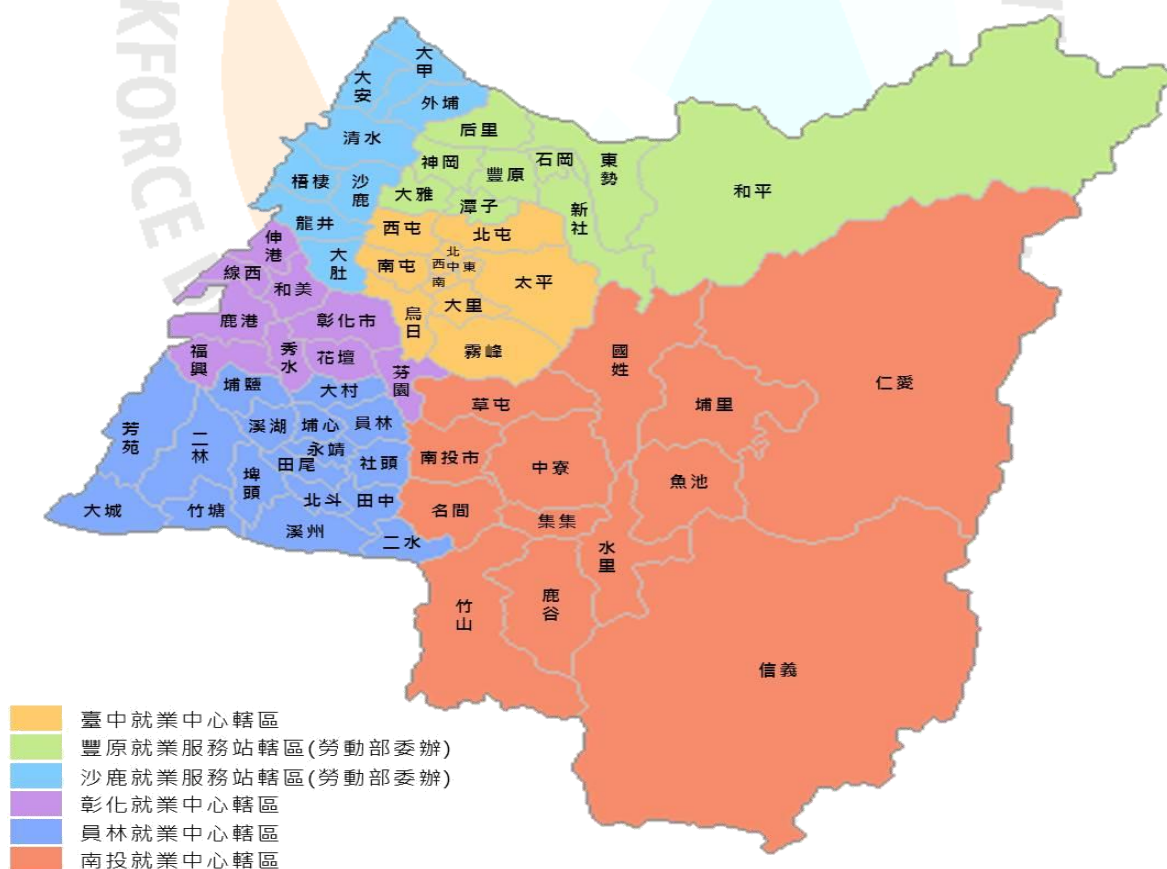 KFORCE D
大甲
大安
外埔
清水
梧棲
沙鹿
龍井
大肚
后里
神岡
豐原
石岡
東勢
大雅
潭子
新社
和平
西屯
北屯
南屯
北
西中東
南
太平
大里
烏日
霧峰
伸港
線西
和美
鹿港
彰化市
福興
秀水
花壇
芬園
埔鹽
大村
芳苑
二林
溪湖
埔心
員林
永靖
田尾
社頭
埤頭
北斗
田中
大城
竹塘
溪州
二水
國姓
草屯
埔里
仁愛
南投市
中寮
魚池
名間
集集
水里
竹山
鹿谷
信義
臺中就業中心轄區
豐原就業服務站轄區(勞動部委辦)
沙鹿就業服務站轄區(勞動部委辦)
彰化就業中心轄區
員林就業中心轄區
南投就業中心轄區